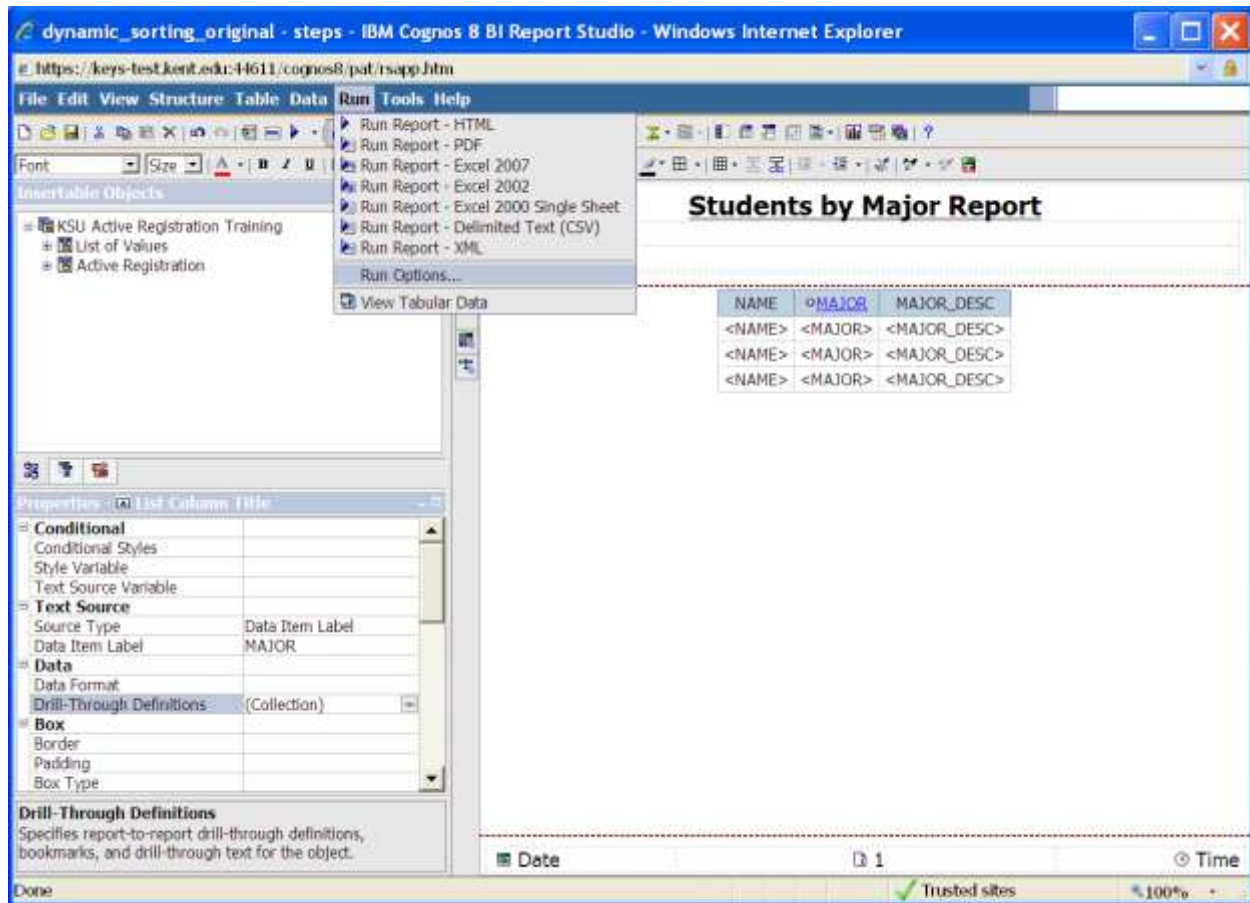 dynamic_sorting_original - steps - IBM Cognos 8 BI Report Studio - Windows Internet Explorer
https://keys-test.kent.edu:44611/cognos8/pat/rsapp.htm
File Edit View Structure Table Data Run Tools Help
Run Report - HTML
Run Report - PDF
Run Report - Excel 2007
Run Report - Excel 2002
Run Report - Excel 2000 Single Sheet
Run Report - Delimited Text (CSV)
Run Report - XML
Run Options...
View Tabular Data
Font Size A B I U
Insertable Objects
KSU Active Registration Training
List of Values
Active Registration
Students by Major Report
NAME MAJOR MAJOR_DESC
<NAME> <MAJOR> <MAJOR_DESC>
<NAME> <MAJOR> <MAJOR_DESC>
<NAME> <MAJOR> <MAJOR_DESC>
Properties - List Column Title
Conditional
Conditional Styles
Style Variable
Text Source Variable
Text Source
Source Type Data Item Label
Data Item Label MAJOR
Data
Data Format
Drill-Through Definitions (Collection)
Box
Border
Padding
Box Type
Drill-Through Definitions
Specifies report-to-report drill-through definitions,
bookmarks, and drill-through text for the object.
Date 1 Time
Done Trusted sites 100%